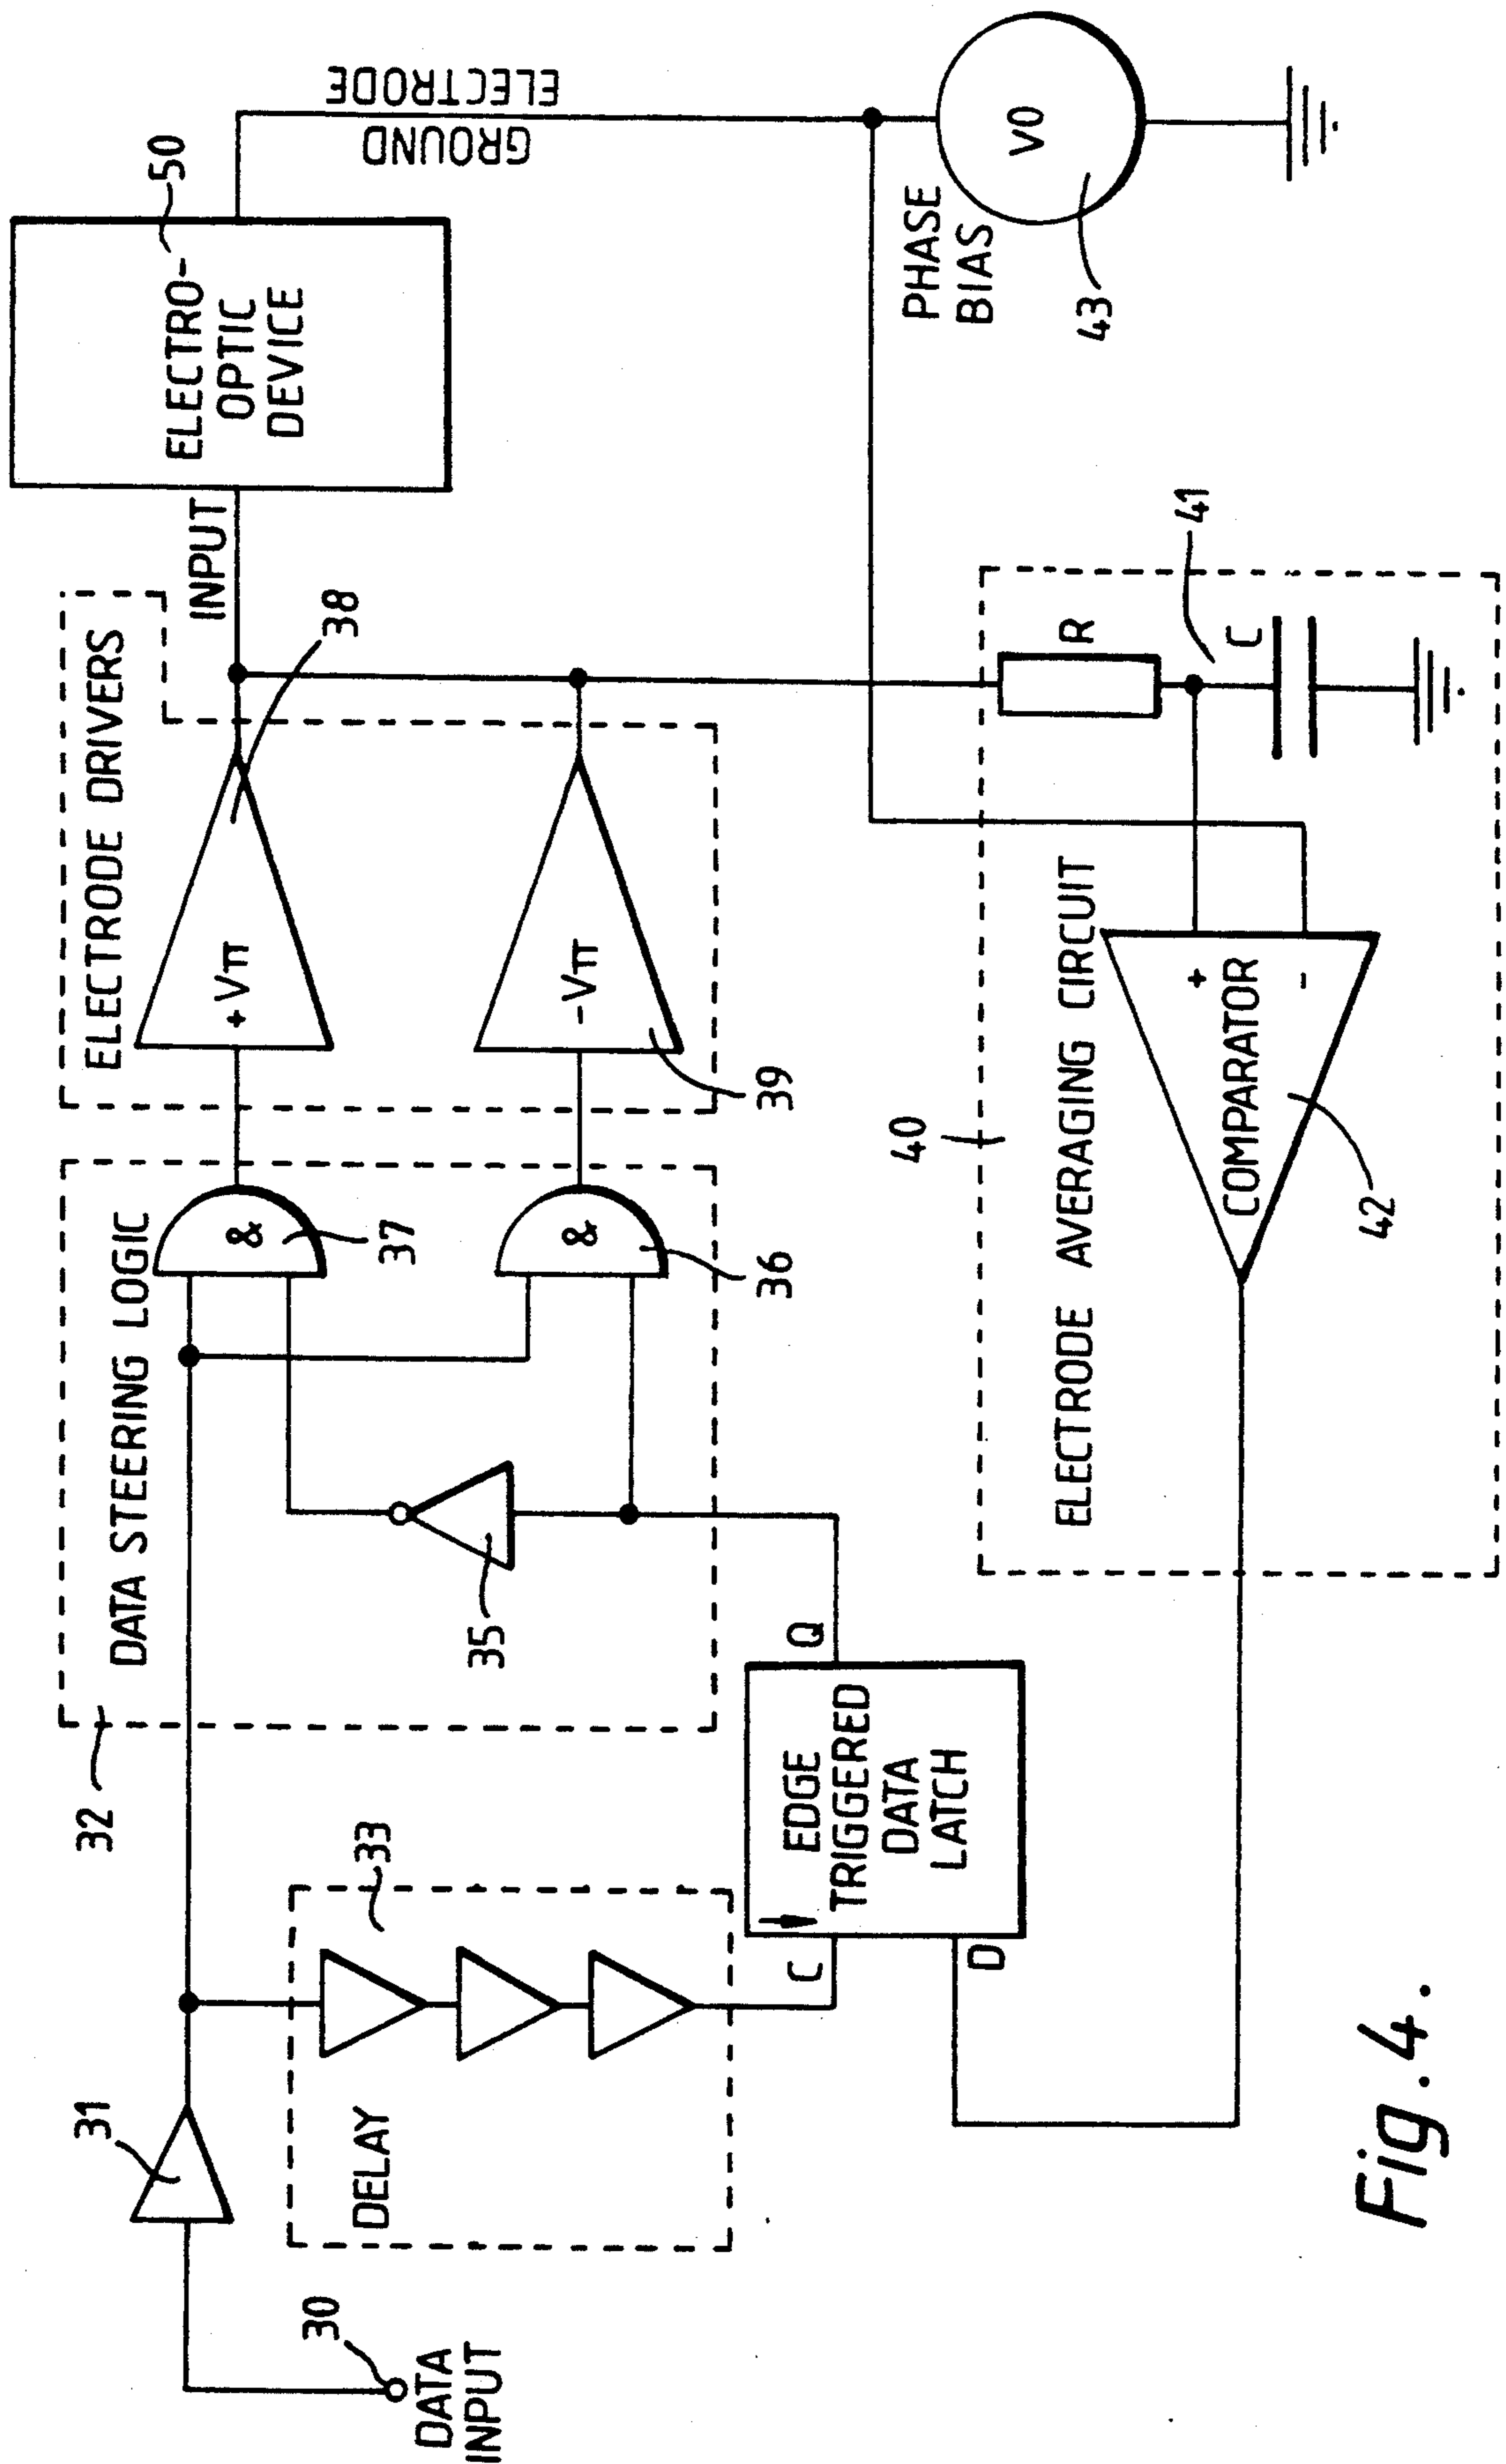 30
DATA
INPUT
31
DELAY
33
32
DATA STEERING LOGIC
35
&
37
&
36
ELECTRODE DRIVERS
+Vπ
38
-Vπ
39
INPUT
50
ELECTRO-
OPTIC
DEVICE
GROUND
ELECTRODE
EDGE
TRIGGERED
DATA
LATCH
C
D
Q
40
ELECTRODE AVERAGING CIRCUIT
+
COMPARATOR
-
42
R
41
C
PHASE
BIAS
V0
43
Fig.4.